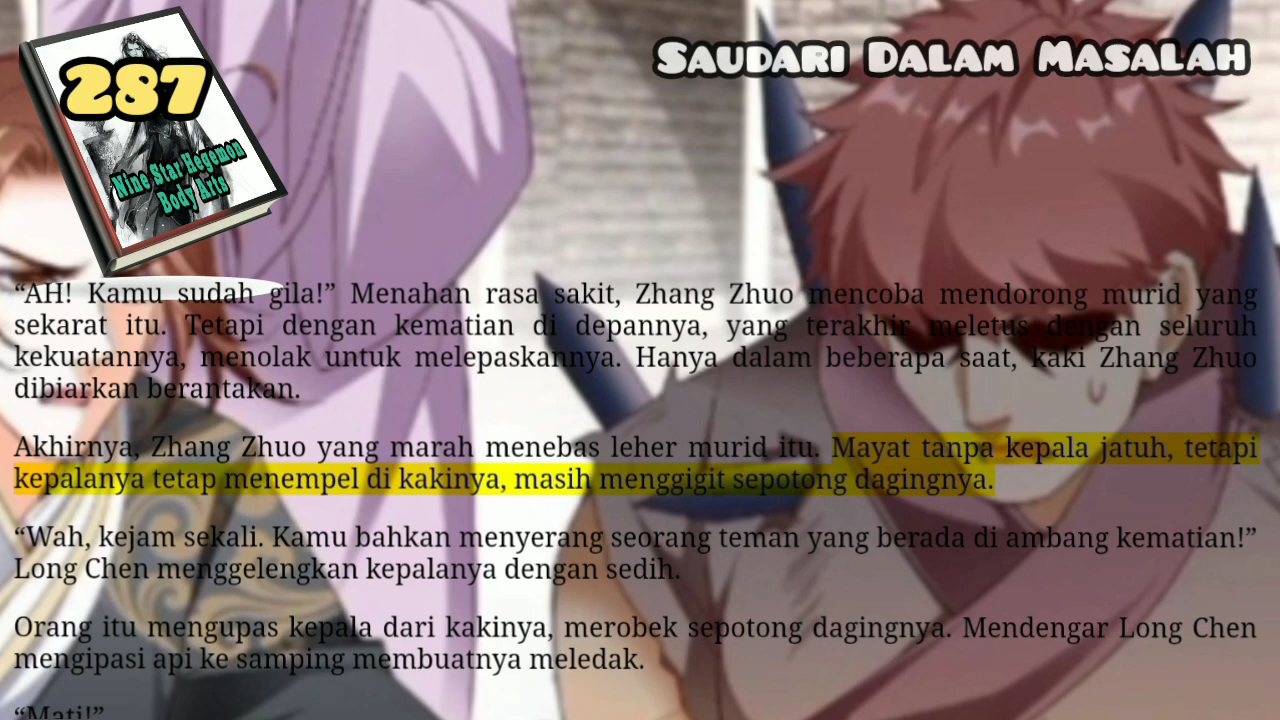 287
Nine Star Hegemon
Body Arts
Saudari Dalam Masalah
“AH! Kamu sudah gila!” Menahan rasa sakit, Zhang Zhuo mencoba mendorong murid yang
sekarat itu. Tetapi dengan kematian di depannya, yang terakhir meletus dengan seluruh
kekuatannya, menolak untuk melepaskannya. Hanya dalam beberapa saat, kaki Zhang Zhuo
dibiarkan berantakan.
Akhirnya, Zhang Zhuo yang marah menebas leher murid itu. Mayat tanpa kepala jatuh, tetapi
kepalanya tetap menempel di kakinya, masih menggigit sepotong dagingnya.
“Wah, kejam sekali. Kamu bahkan menyerang seorang teman yang berada di ambang kematian!”
Long Chen menggelengkan kepalanya dengan sedih.
Orang itu mengupas kepala dari kakinya, merobek sepotong dagingnya. Mendengar Long Chen
mengipasi api ke samping membuatnya meledak.
“Mati!”